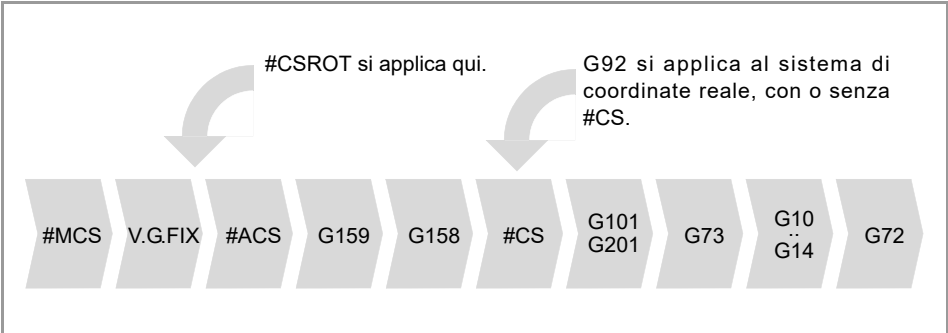 #CSROT si applica qui.
G92 si applica al sistema di
coordinate reale, con o senza
#CS.
#MCS
V.G.FIX
#ACS
G159
G158
#CS
G101
G201
G73
G10
..
G14
G72